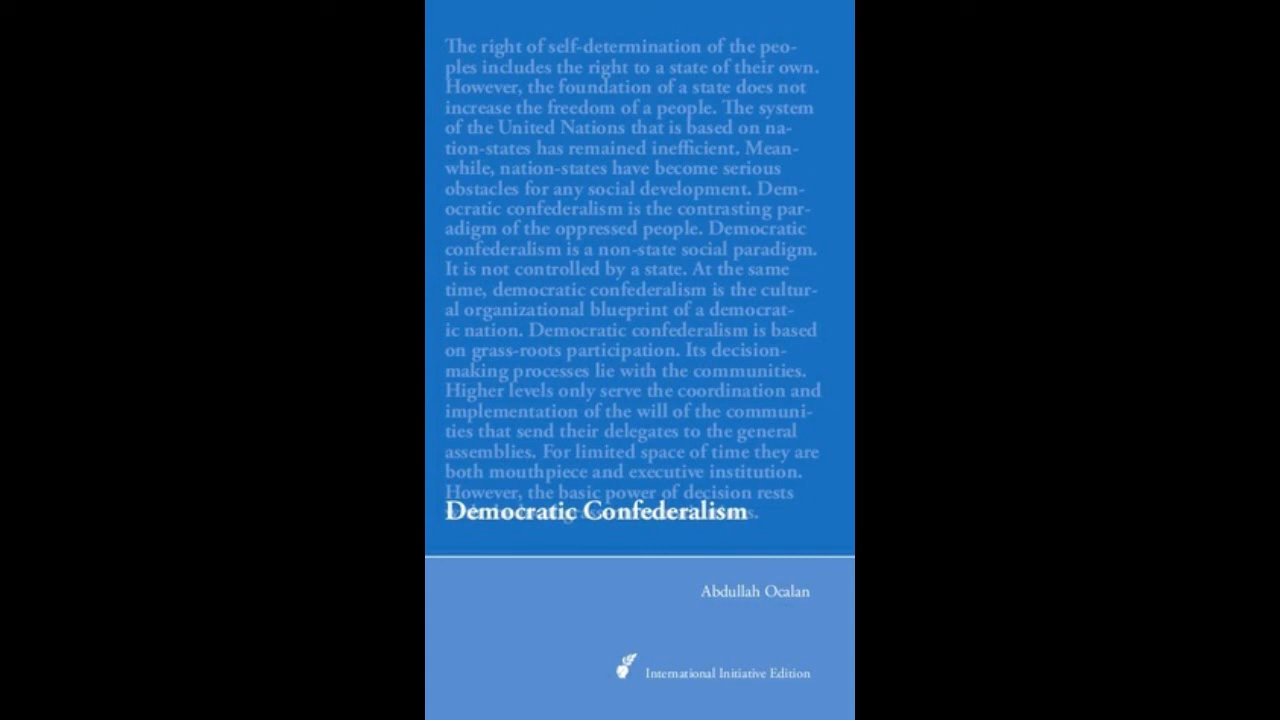 The right of self-determination of the peo-
ples includes the right to a state of their own.
However, the foundation of a state does not
increase the freedom of a people. The system
of the United Nations that is based on na-
tion-states has remained inefficient. Mean-
while, nation-states have become serious
obstacles for any social development. Dem-
ocratic confederalism is the contrasting par-
adigm of the oppressed people. Democratic
confederalism is a non-state social paradigm.
It is not controlled by a state. At the same
time, democratic confederalism is the cultur-
al organizational blueprint of a democrat-
ic nation. Democratic confederalism is based
on grass-roots participation. Its decision-
making processes lie with the communities.
Higher levels only serve the coordination and
implementation of the will of the communi-
ties that send their delegates to the general
assemblies. For limited space of time they are
both mouthpiece and executive institution.
However, the basic power of decision rests
Democratic Confederalism
Abdullah Ocalan
International Initiative Edition